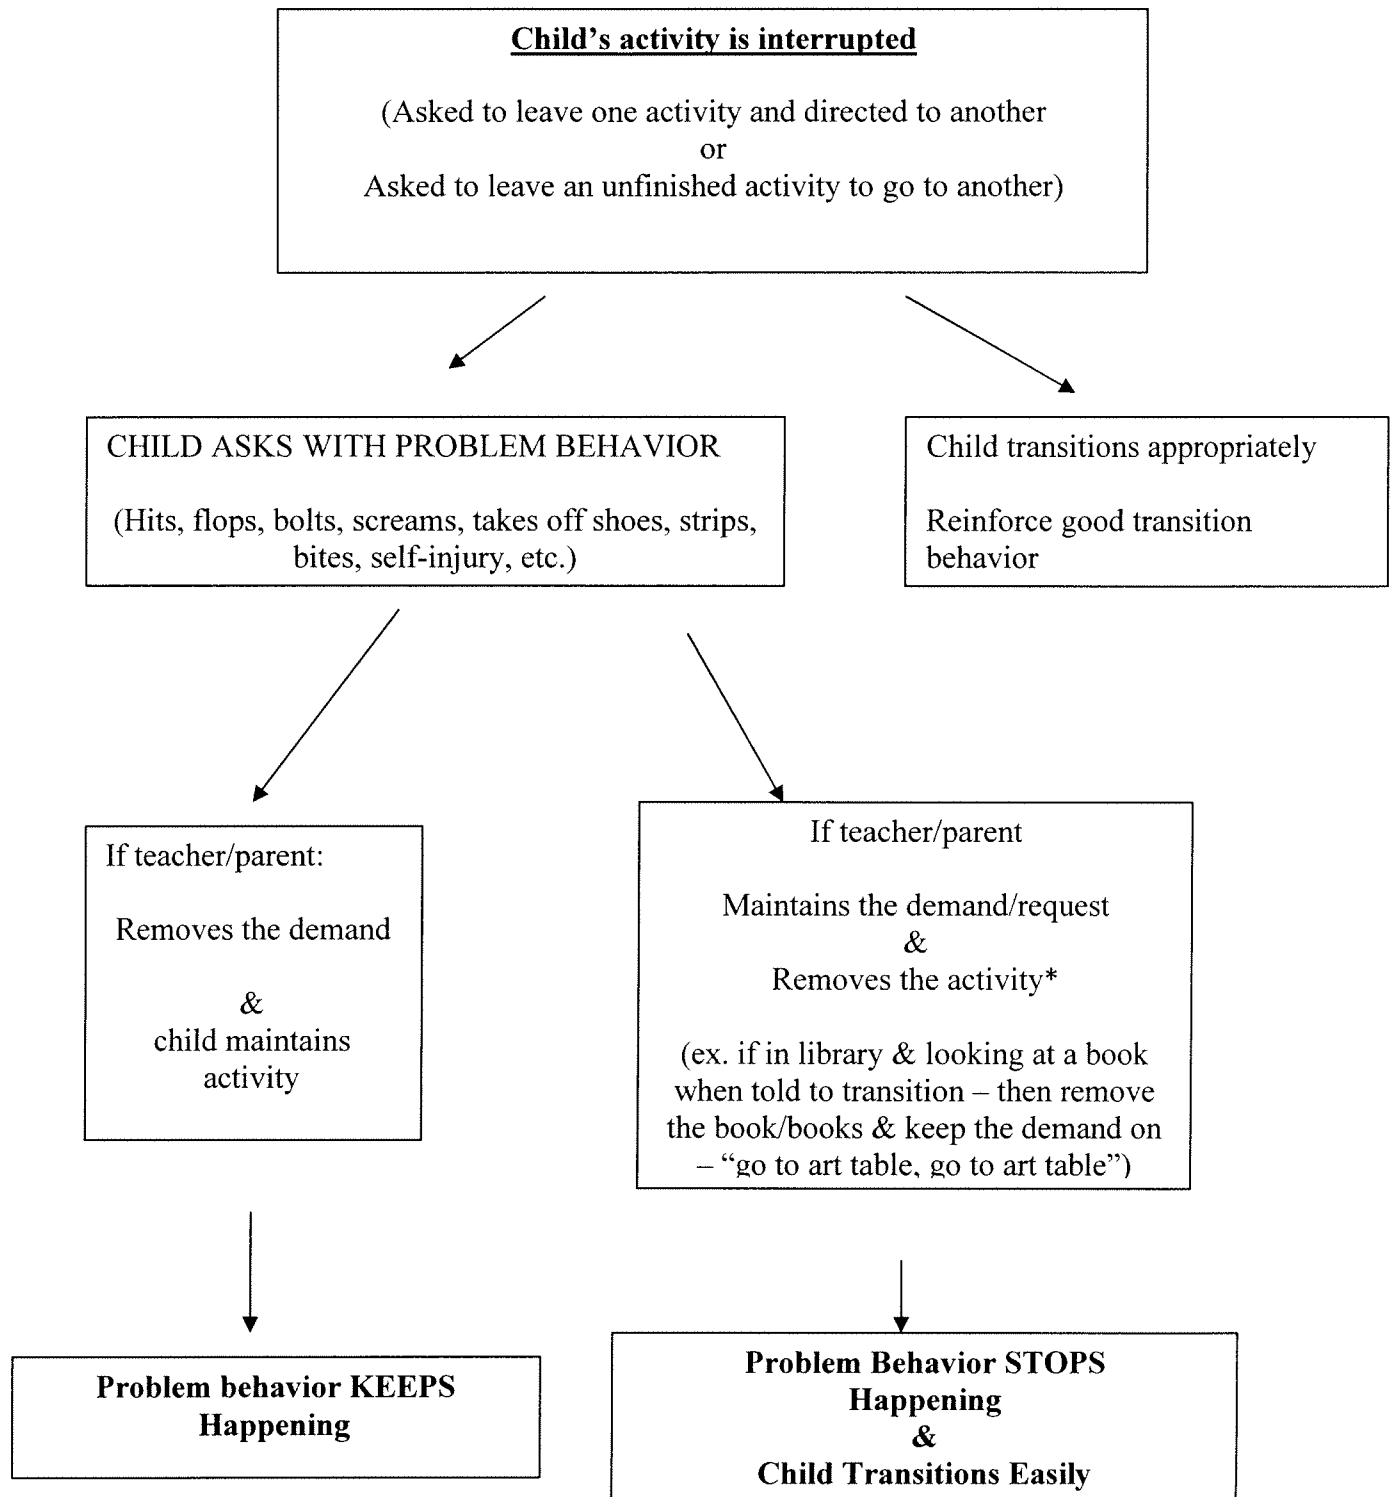 Child’s activity is interrupted
(Asked to leave one activity and directed to another
or
Asked to leave an unfinished activity to go to another)
CHILD ASKS WITH PROBLEM BEHAVIOR
(Hits, flops, bolts, screams, takes off shoes, strips,
bites, self-injury, etc.)
Child transitions appropriately
Reinforce good transition
behavior
If teacher/parent:
Removes the demand
&
child maintains
activity
If teacher/parent
Maintains the demand/request
&
Removes the activity*
(ex. if in library & looking at a book
when told to transition – then remove
the book/books & keep the demand on
– “go to art table, go to art table”)
Problem behavior KEEPS
Happening
Problem Behavior STOPS
Happening
&
Child Transitions Easily